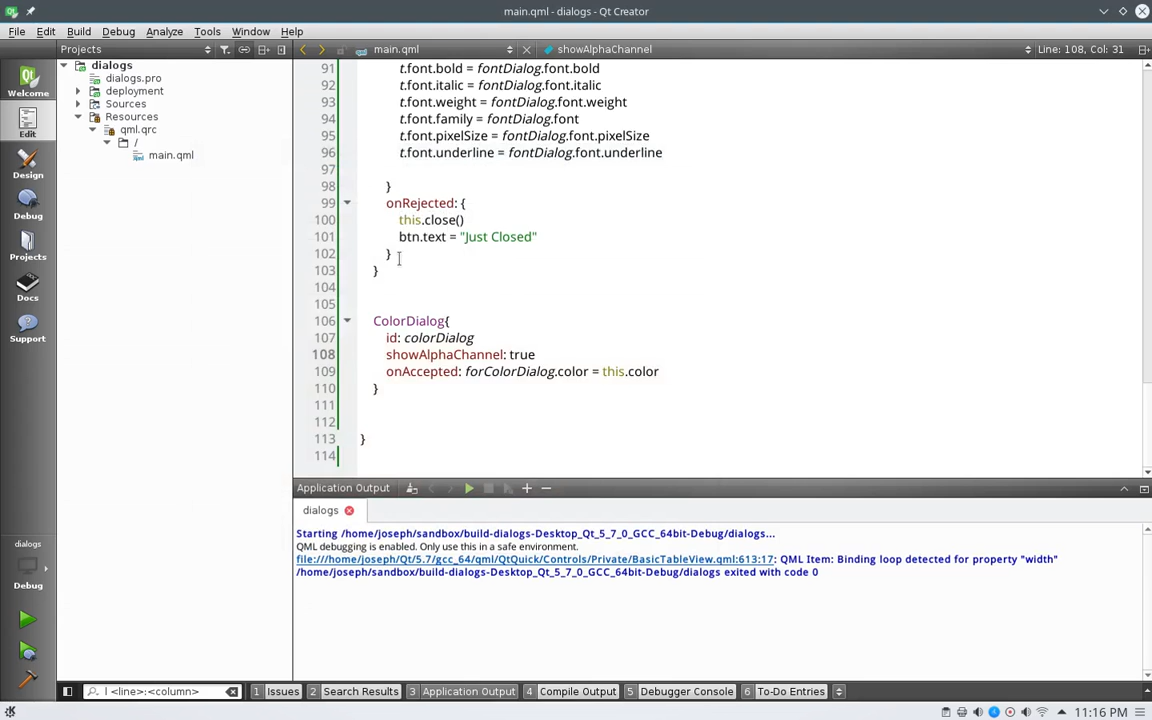 main.qml - dialogs - Qt Creator
File Edit View Build Debug Analyze Tools Window Help
Projects main.qml showAlphaChannel Line: 108, Col: 31
Welcome
Edit
Design
Debug
Projects
Docs
Support
dialogs
Debug
dialogs
dialogs.pro
deployment
Sources
Resources
qml.qrc
/
main.qml
91 t.font.bold = fontDialog.font.bold
92 t.font.italic = fontDialog.font.italic
93 t.font.weight = fontDialog.font.weight
94 t.font.family = fontDialog.font
95 t.font.pixelSize = fontDialog.font.pixelSize
96 t.font.underline = fontDialog.font.underline
97
98 }
99 onRejected: {
100 this.close()
101 btn.text = "Just Closed"
102 }
103 }
104
105
106 ColorDialog{
107 id: colorDialog
108 showAlphaChannel: true
109 onAccepted: forColorDialog.color = this.color
110 }
111
112
113 }
114
Application Output
dialogs
Starting /home/joseph/sandbox/build-dialogs-Desktop_Qt_5_7_0_GCC_64bit-Debug/dialogs...
QML debugging is enabled. Only use this in a safe environment.
file:///home/joseph/Qt/5.7/gcc_64/qml/QtQuick/Controls/Private/BasicTableView.qml:613:17: QML Item: Binding loop detected for property "width"
/home/joseph/sandbox/build-dialogs-Desktop_Qt_5_7_0_GCC_64bit-Debug/dialogs exited with code 0
l <line>:<column> 1 Issues 2 Search Results 3 Application Output 4 Compile Output 5 Debugger Console 6 To-Do Entries
11:16 PM